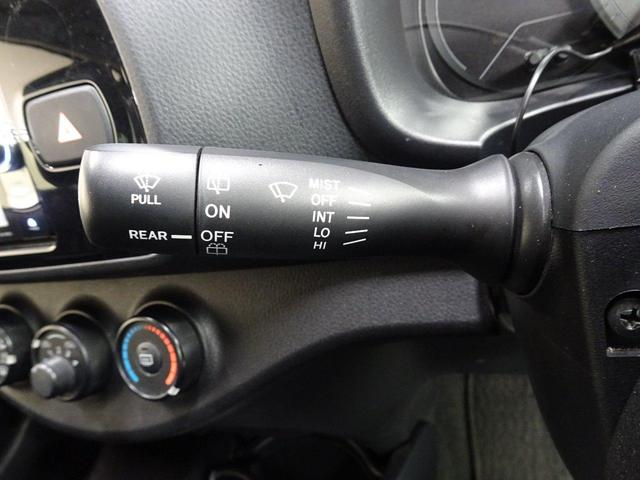 PULL
REAR
ON
OFF
MIST
OFF
INT
LO
HI